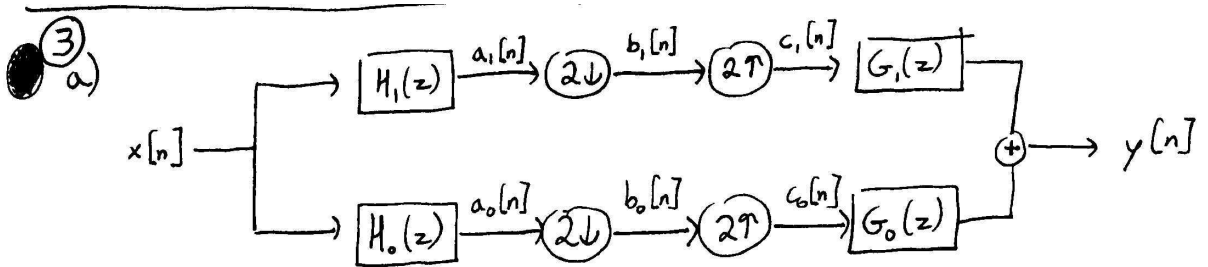 3
a)
a₁[n] b₁[n] c₁[n]
H₁(z) 2↓ 2↑ G₁(z)
x[n] + y[n]
a₀[n] b₀[n] c₀[n]
H₀(z) 2↓ 2↑ G₀(z)